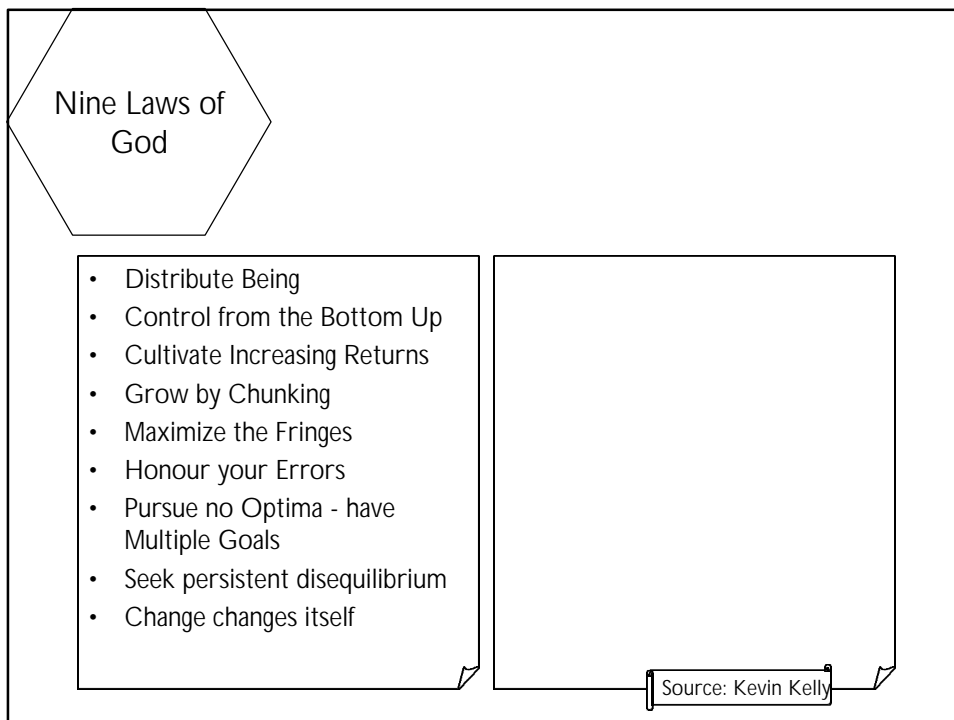 Nine Laws of
God
• Distribute Being
• Control from the Bottom Up
• Cultivate Increasing Returns
• Grow by Chunking
• Maximize the Fringes
• Honour your Errors
• Pursue no Optima - have
Multiple Goals
• Seek persistent disequilibrium
• Change changes itself
Source: Kevin Kelly